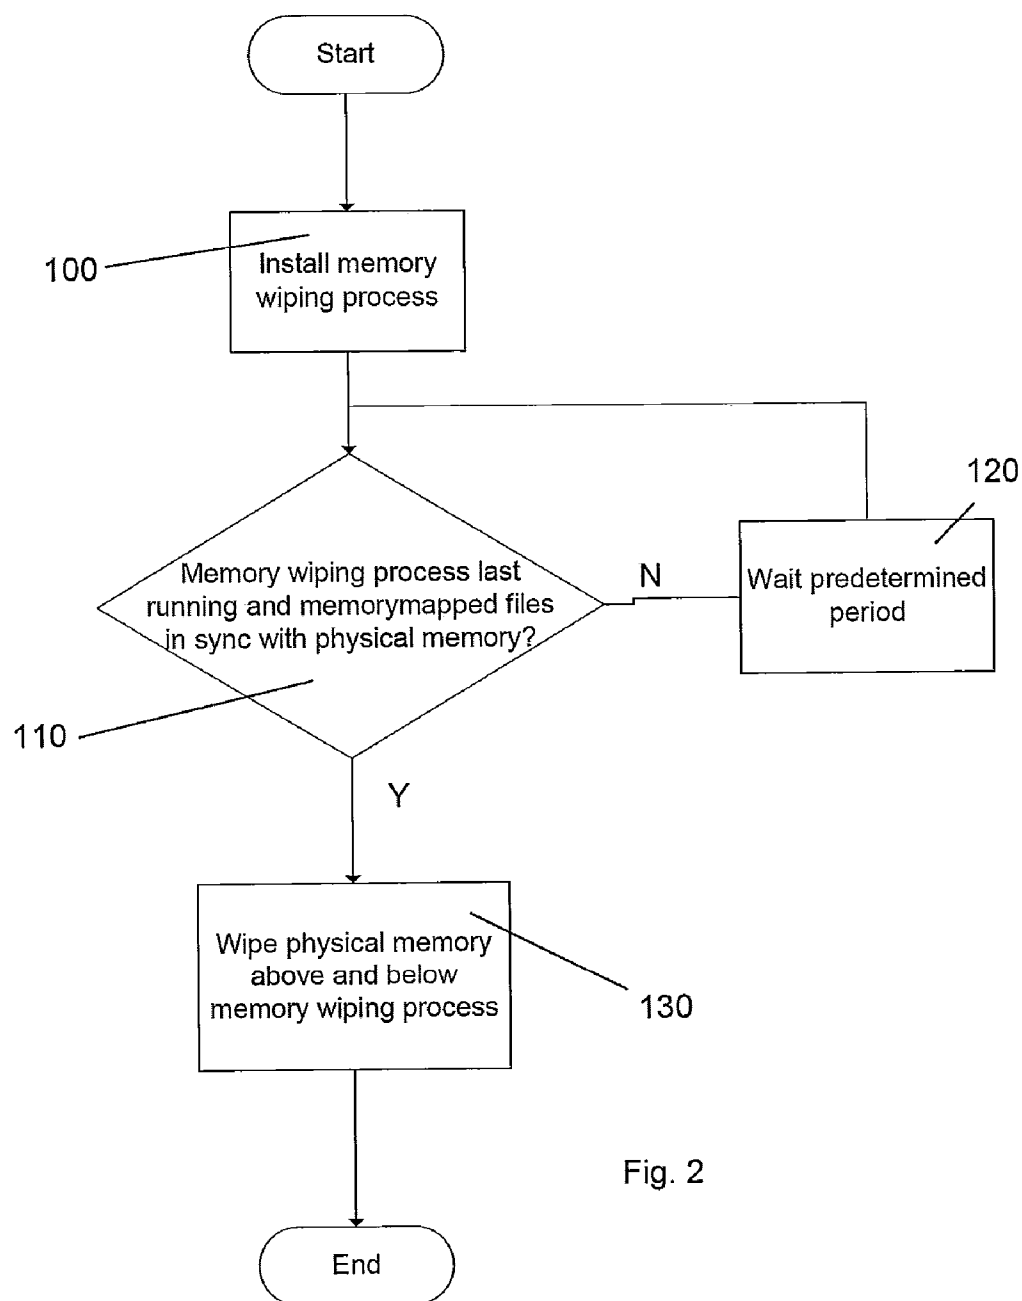 Start
100
Install memory
wiping process
120
Memory wiping process last
running and memorymapped files
in sync with physical memory?
N
Wait predetermined
period
110
Y
Wipe physical memory
above and below
memory wiping process
130
Fig. 2
End